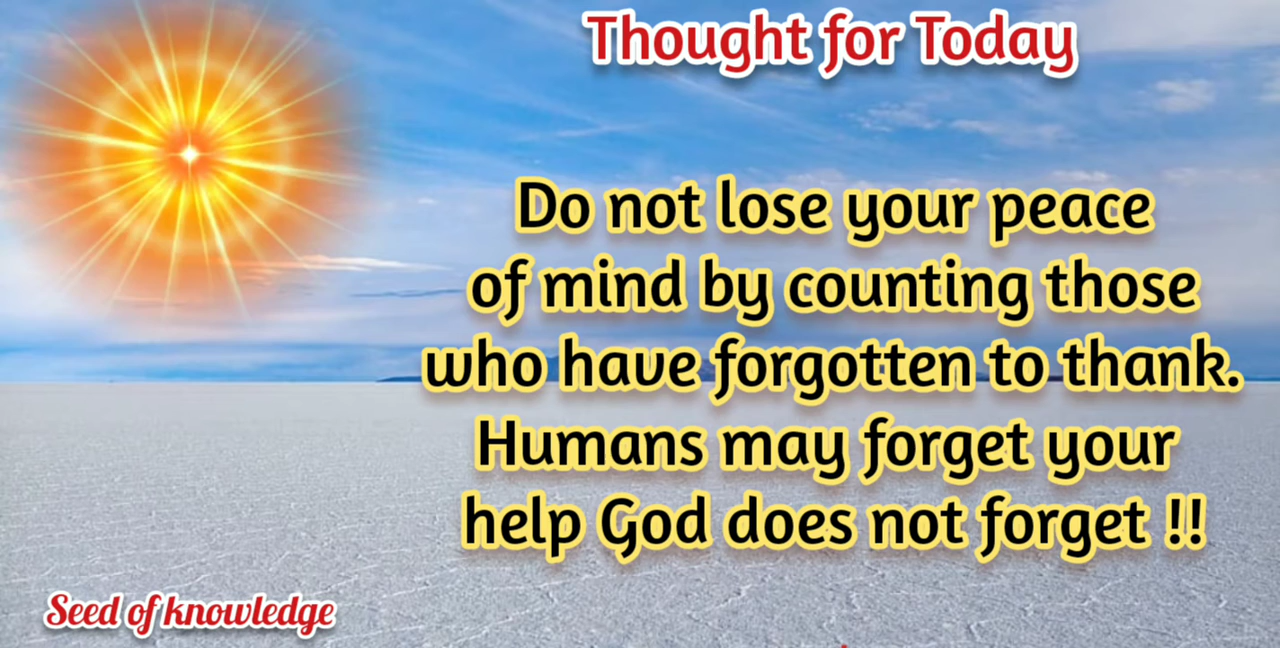 Thought for Today
Do not lose your peace
of mind by counting those
who have forgotten to thank.
Humans may forget your
help God does not forget !!
Seed of knowledge